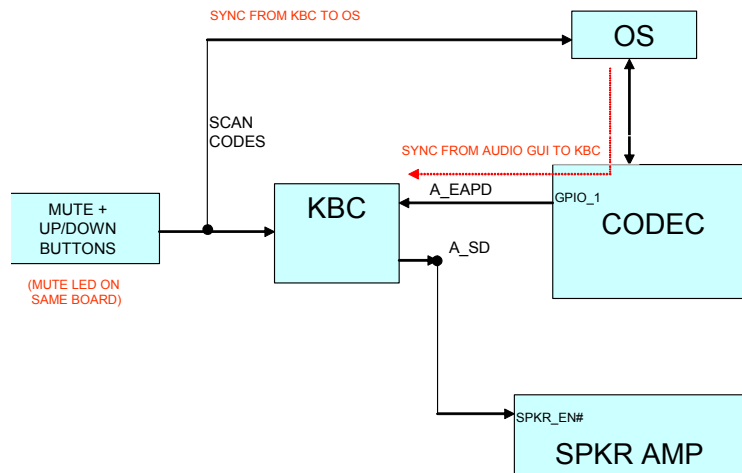 SYNC FROM KBC TO OS
OS
SCAN
CODES
SYNC FROM AUDIO GUI TO KBC
MUTE +
UP/DOWN
BUTTONS
KBC
A_EAPD
GPIO_1
CODEC
A_SD
(MUTE LED ON
SAME BOARD)
SPKR_EN#
SPKR AMP